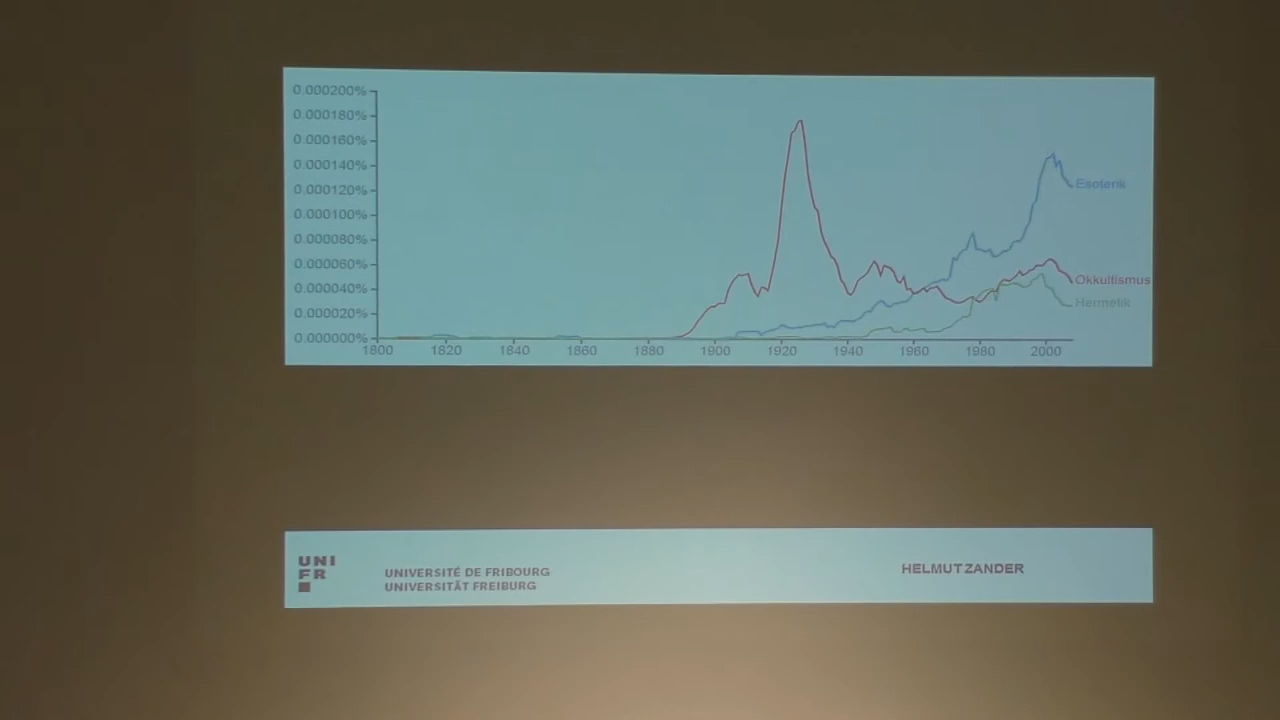 0.000200%
0.000180%
0.000160%
0.000140%
0.000120%
0.000100%
0.000080%
0.000060%
0.000040%
0.000020%
0.000000%
Esoterik
Okkultismus
Hermetik
1800 1820 1840 1860 1880 1900 1920 1940 1960 1980 2000
UNI
FR
UNIVERSITÉ DE FRIBOURG
UNIVERSITÄT FREIBURG
HELMUT ZANDER